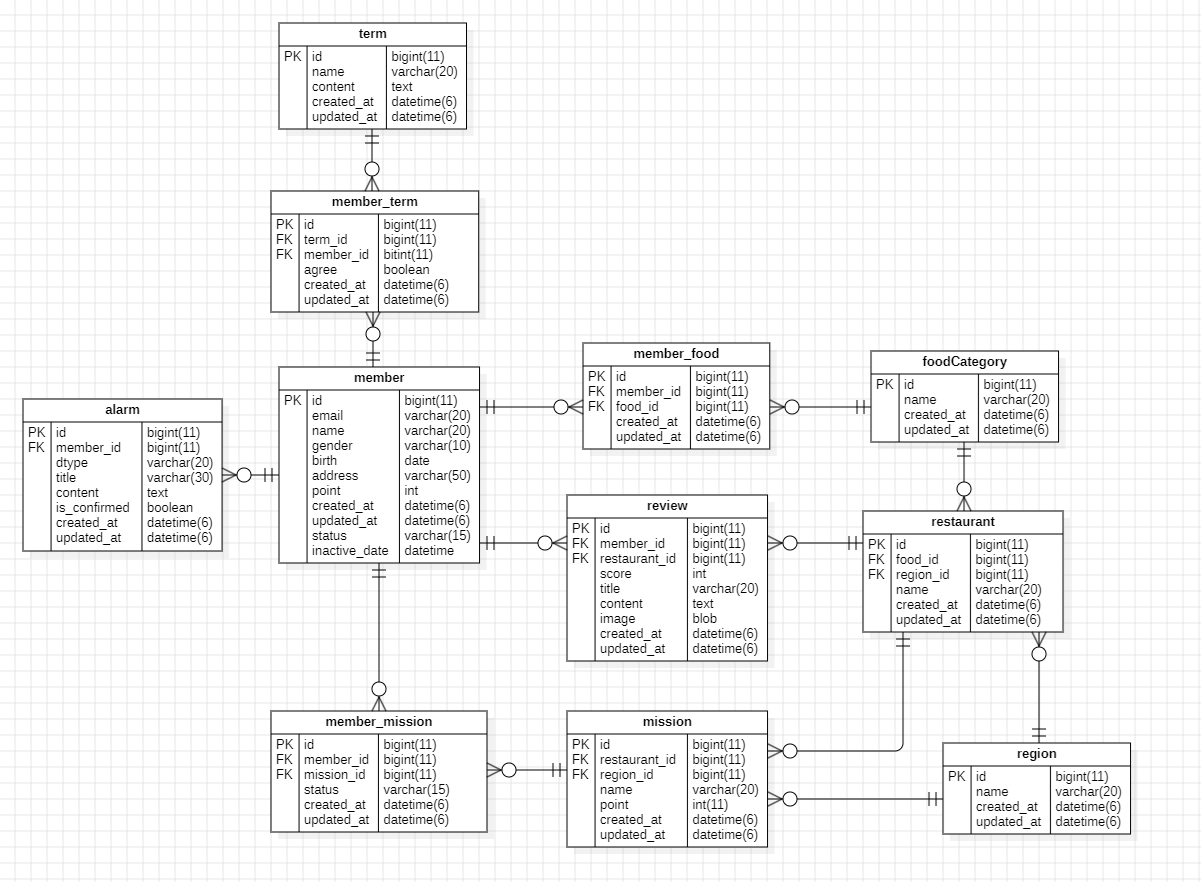 term
PK id bigint(11)
name varchar(20)
content text
created_at datetime(6)
updated_at datetime(6)
member_term
PK id bigint(11)
FK term_id bigint(11)
FK member_id bitint(11)
agree boolean
created_at datetime(6)
updated_at datetime(6)
member
PK id bigint(11)
email varchar(20)
name varchar(20)
gender varchar(10)
birth date
address varchar(50)
point int
created_at datetime(6)
updated_at datetime(6)
status varchar(15)
inactive_date datetime
alarm
PK id bigint(11)
FK member_id bigint(11)
dtype varchar(20)
title varchar(30)
content text
is_confirmed boolean
created_at datetime(6)
updated_at datetime(6)
member_food
PK id bigint(11)
FK member_id bigint(11)
FK food_id bigint(11)
created_at datetime(6)
updated_at datetime(6)
foodCategory
PK id bigint(11)
name varchar(20)
created_at datetime(6)
updated_at datetime(6)
review
PK id bigint(11)
FK member_id bigint(11)
FK restaurant_id bigint(11)
score int
title varchar(20)
content text
image blob
created_at datetime(6)
updated_at datetime(6)
restaurant
PK id bigint(11)
FK food_id bigint(11)
FK region_id bigint(11)
name varchar(20)
created_at datetime(6)
updated_at datetime(6)
member_mission
PK id bigint(11)
FK member_id bigint(11)
FK mission_id bigint(11)
status varchar(15)
created_at datetime(6)
updated_at datetime(6)
mission
PK id bigint(11)
FK restaurant_id bigint(11)
FK region_id bigint(11)
name varchar(20)
point int(11)
created_at datetime(6)
updated_at datetime(6)
region
PK id bigint(11)
name varchar(20)
created_at datetime(6)
updated_at datetime(6)